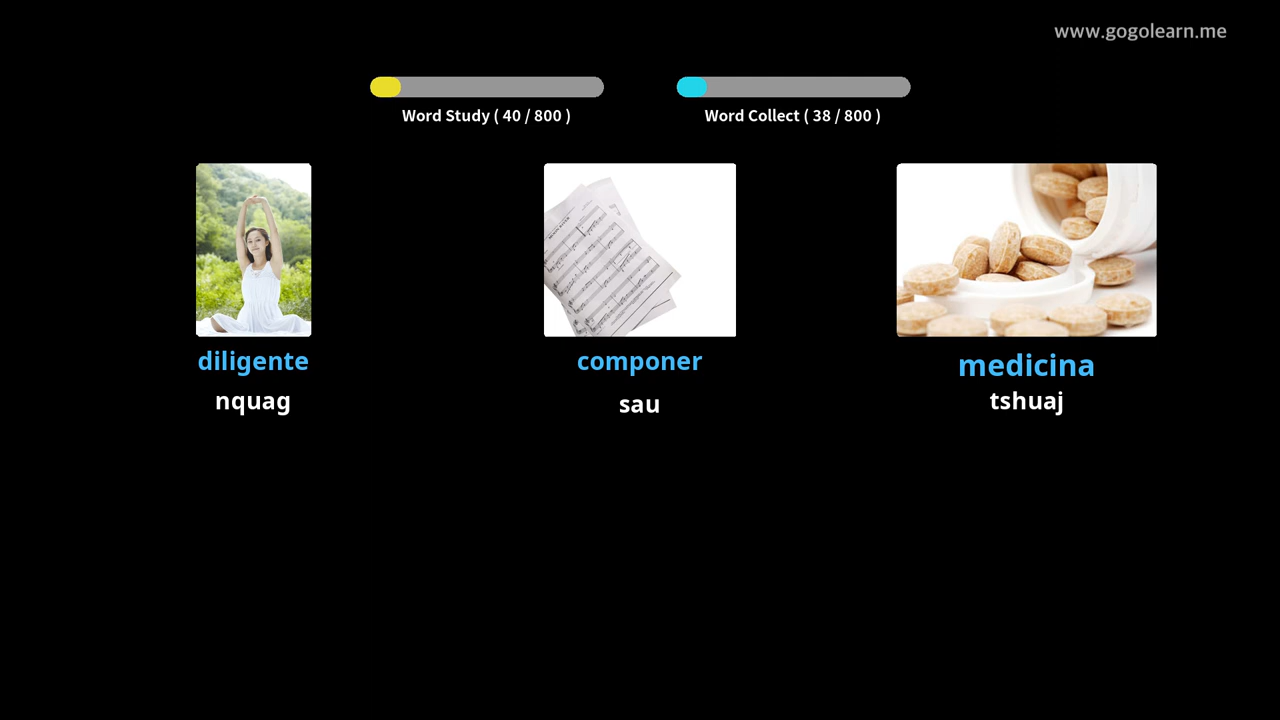 www.gogolearn.me
Word Study ( 40 / 800 )
Word Collect ( 38 / 800 )
diligente
componer
medicina
nquag
sau
tshuaj